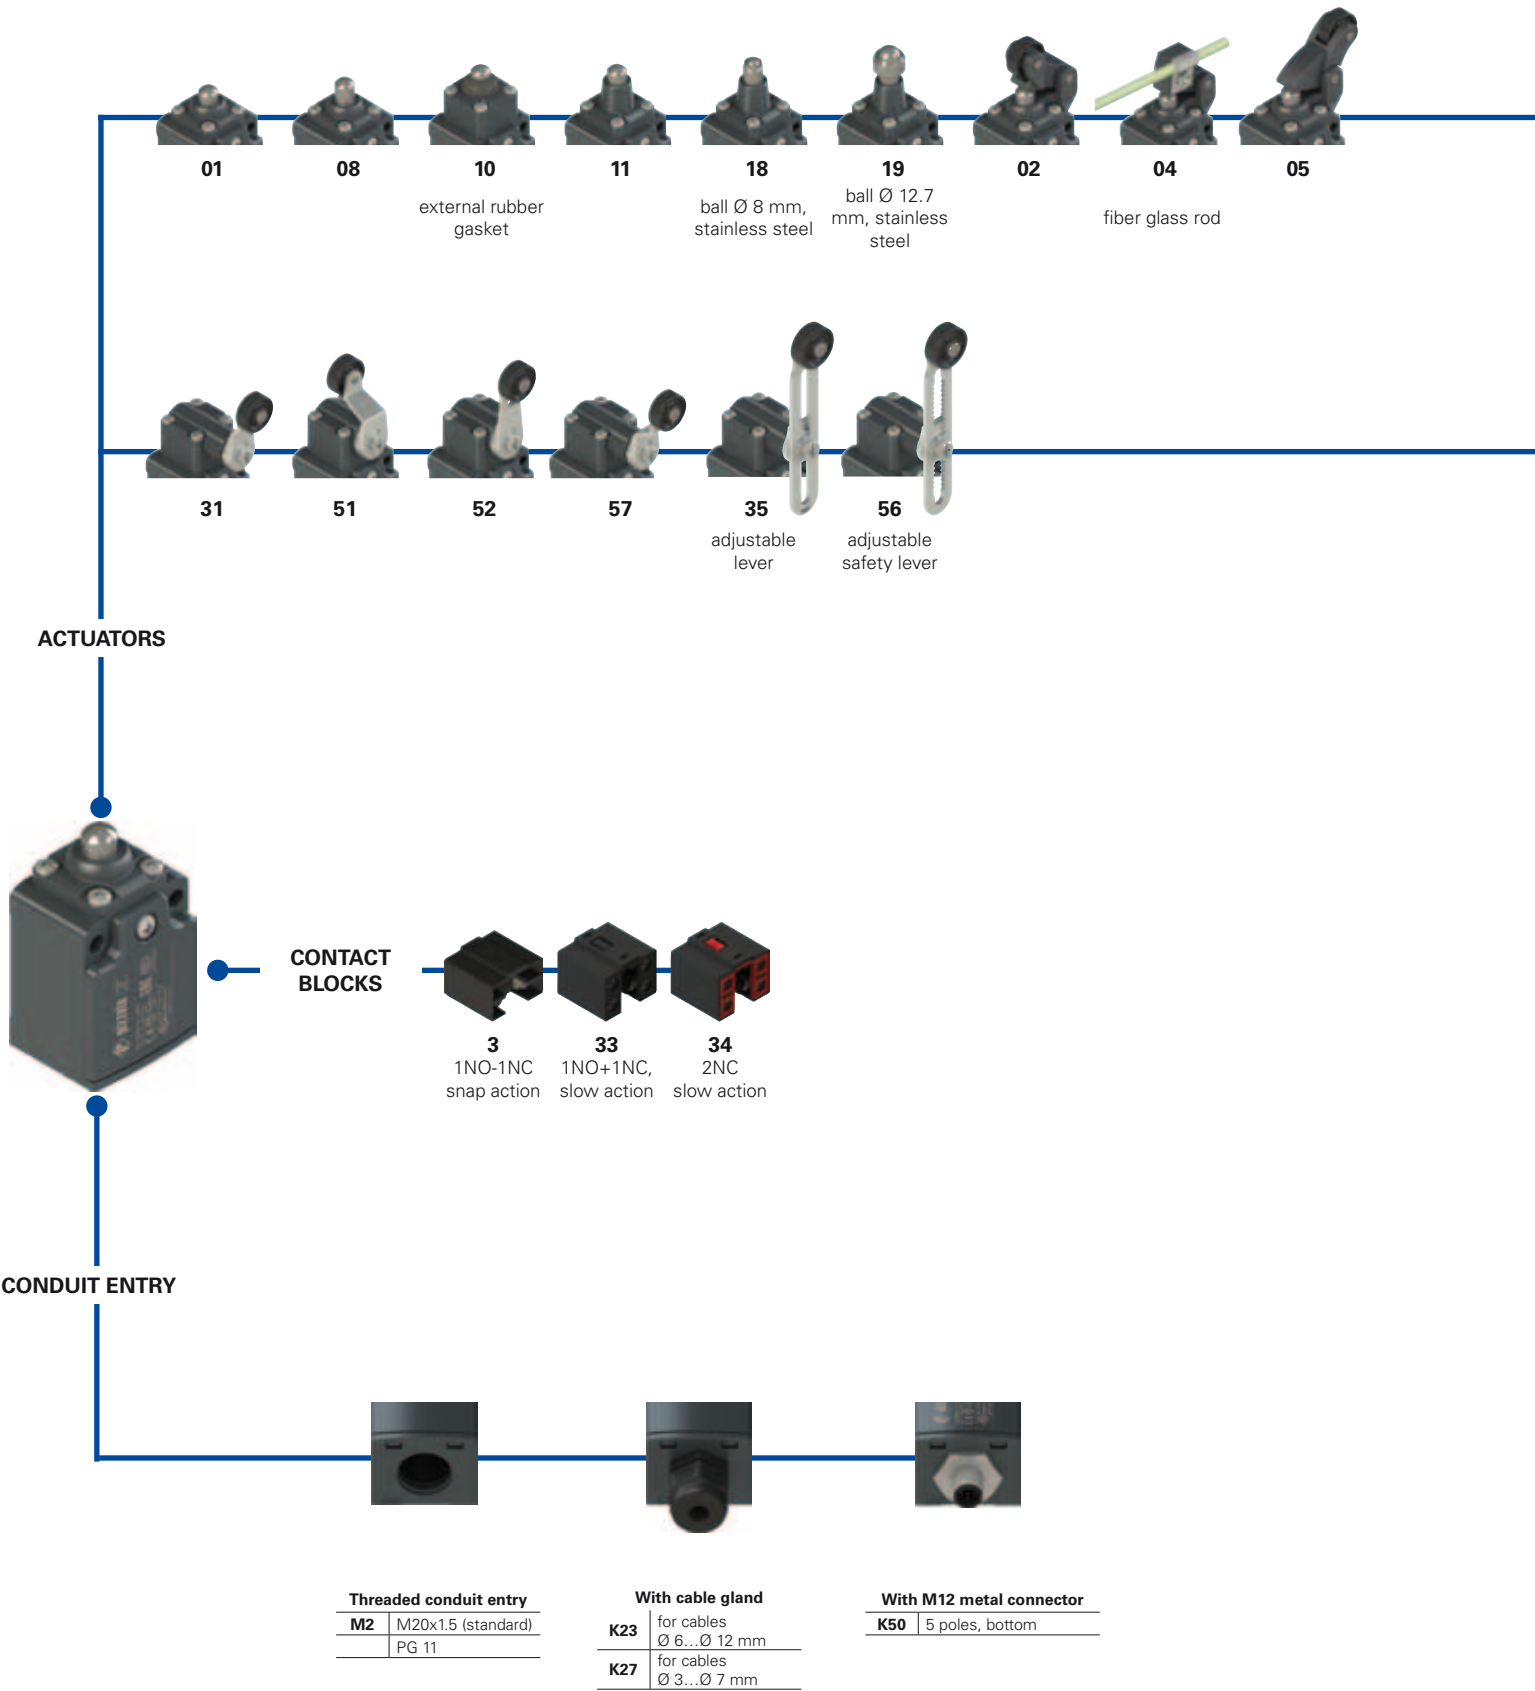 01 08 10 11 18 19 02 04 05
external rubber
gasket
ball Ø 8 mm,
stainless steel
ball Ø 12.7
mm, stainless
steel
fiber glass rod
31 51 52 57 35 56
adjustable
lever
adjustable
safety lever
ACTUATORS
CONTACT
BLOCKS
3
1NO-1NC
snap action
33
1NO+1NC,
slow action
34
2NC
slow action
CONDUIT ENTRY
Threaded conduit entry
M2 M20x1.5 (standard)
PG 11
With cable gland
K23 for cables
Ø 6...Ø 12 mm
K27 for cables
Ø 3...Ø 7 mm
With M12 metal connector
K50 5 poles, bottom